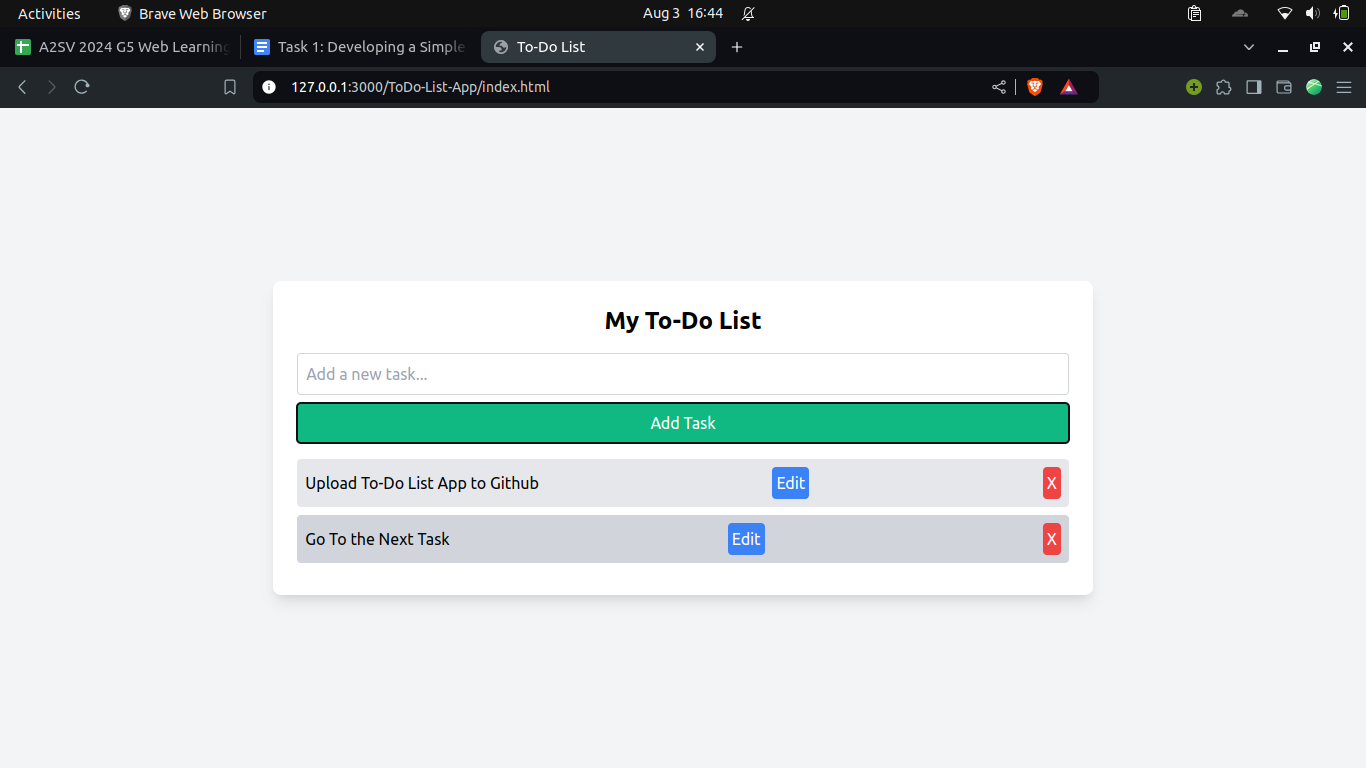 Activities Brave Web Browser Aug 3 16:44
A2SV 2024 G5 Web Learning Task 1: Developing a Simple To-Do List
127.0.0.1:3000/ToDo-List-App/index.html
My To-Do List
Add a new task...
Add Task
Upload To-Do List App to Github Edit X
Go To the Next Task Edit X